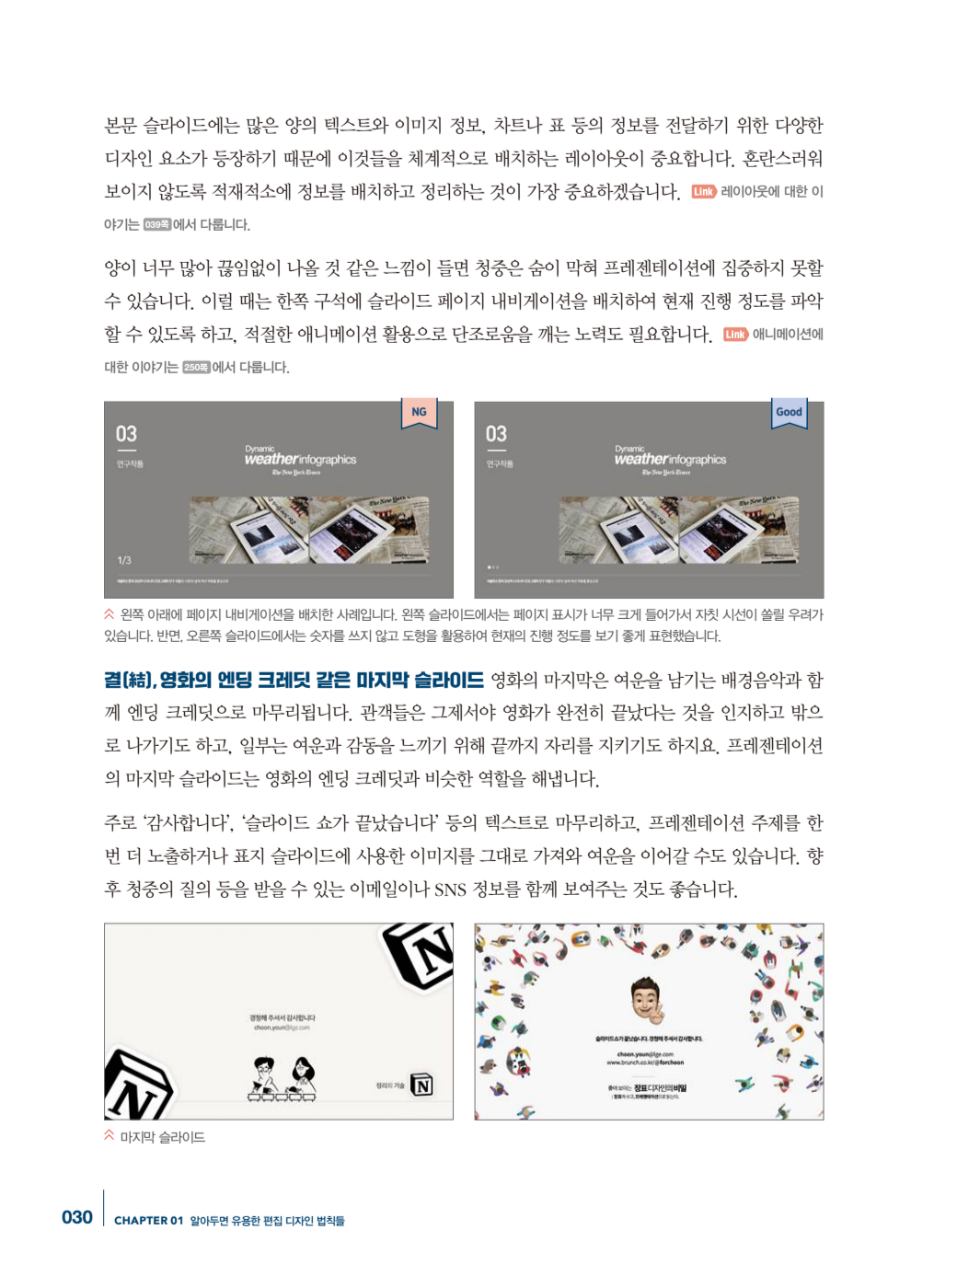 본문 슬라이드에는 많은 양의 텍스트와 이미지 정보, 차트나 표 등의 정보를 전달하기 위한 다양한
디자인 요소가 등장하기 때문에 이것들을 체계적으로 배치하는 레이아웃이 중요합니다. 혼란스러워
보이지 않도록 적재적소에 정보를 배치하고 정리하는 것이 가장 중요하겠습니다. Link 레이아웃에 대한 이
야기는 039쪽 에서 다룹니다.
양이 너무 많아 끊임없이 나올 것 같은 느낌이 들면 청중은 숨이 막혀 프레젠테이션에 집중하지 못할
수 있습니다. 이럴 때는 한쪽 구석에 슬라이드 페이지 내비게이션을 배치하여 현재 진행 정도를 파악
할 수 있도록 하고, 적절한 애니메이션 활용으로 단조로움을 깨는 노력도 필요합니다. Link 애니메이션에
대한 이야기는 250쪽 에서 다룹니다.
NG
03
연구작품
Dynamic
weatherinfographics
The New York Times
1/3
Good
03
연구작품
Dynamic
weatherinfographics
The New York Times
왼쪽 아래에 페이지 내비게이션을 배치한 사례입니다. 왼쪽 슬라이드에서는 페이지 표시가 너무 크게 들어가서 자칫 시선이 쏠릴 우려가
있습니다. 반면, 오른쪽 슬라이드에서는 숫자를 쓰지 않고 도형을 활용하여 현재의 진행 정도를 보기 좋게 표현했습니다.
결(結), 영화의 엔딩 크레딧 같은 마지막 슬라이드 영화의 마지막은 여운을 남기는 배경음악과 함
께 엔딩 크레딧으로 마무리됩니다. 관객들은 그제서야 영화가 완전히 끝났다는 것을 인지하고 밖으
로 나가기도 하고, 일부는 여운과 감동을 느끼기 위해 끝까지 자리를 지키기도 하지요. 프레젠테이션
의 마지막 슬라이드는 영화의 엔딩 크레딧과 비슷한 역할을 해냅니다.
주로 ‘감사합니다’, ‘슬라이드 쇼가 끝났습니다’ 등의 텍스트로 마무리하고, 프레젠테이션 주제를 한
번 더 노출하거나 표지 슬라이드에 사용한 이미지를 그대로 가져와 여운을 이어갈 수도 있습니다. 향
후 청중의 질의 등을 받을 수 있는 이메일이나 SNS 정보를 함께 보여주는 것도 좋습니다.
N
경청해 주셔서 감사합니다
choon.youn@lge.com
정리의 기술 N
N
슬라이드쇼가 끝났습니다. 경청해 주셔서 감사합니다.
choon.youn@lge.com
www.brunch.co.kr/@forchoon
좋아 보이는 장표디자인의비밀
마지막 슬라이드
030 CHAPTER 01 알아두면 유용한 편집 디자인 법칙들